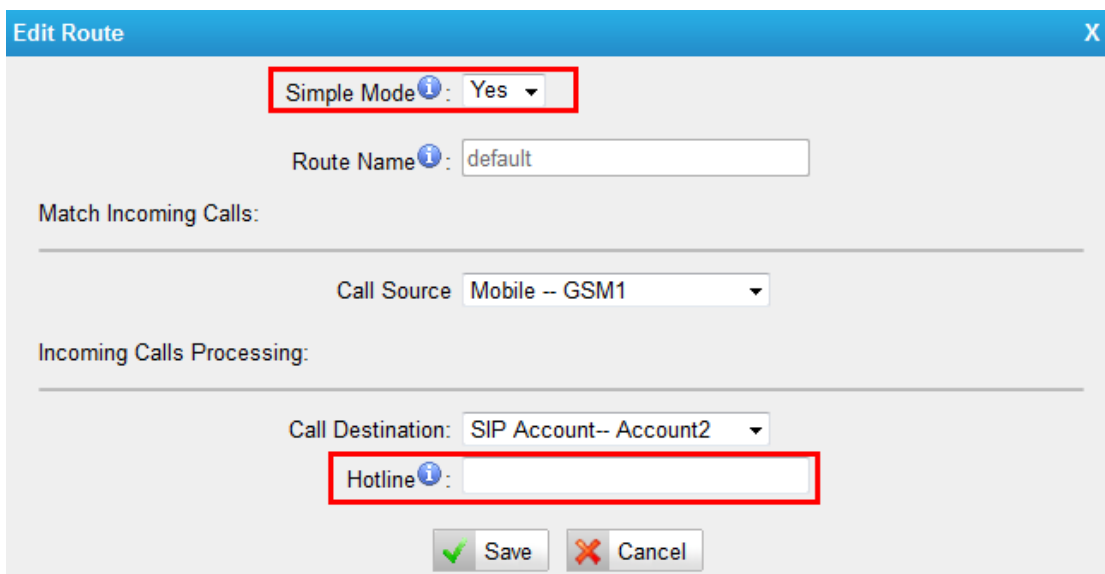 Edit Route X
Simple Mode i : Yes
Route Name i : default
Match Incoming Calls:
Call Source Mobile -- GSM1
Incoming Calls Processing:
Call Destination: SIP Account-- Account2
Hotline i :
Save Cancel